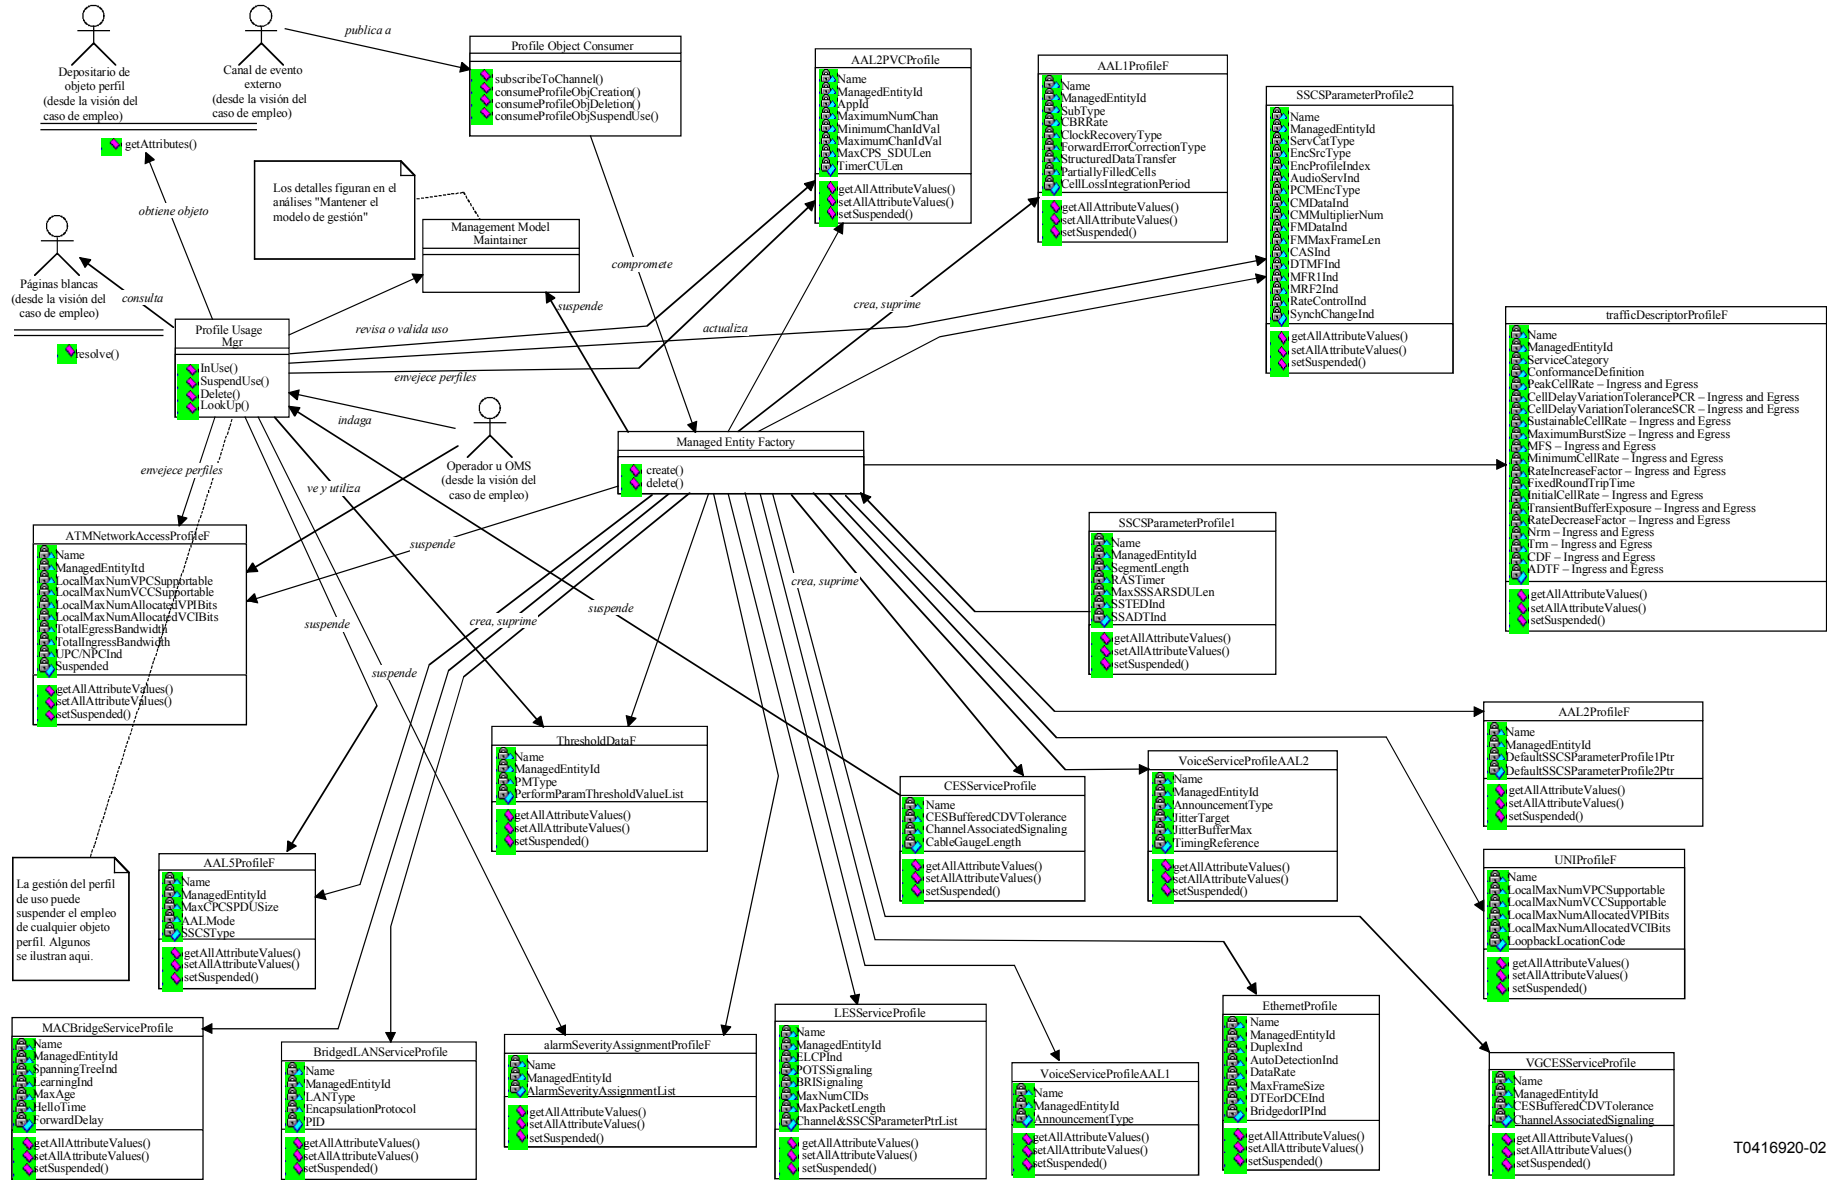 Depositario de
objeto perfil
(desde la visión del
caso de empleo)
getAttributes()
Canal de evento
externo
(desde la visión del
caso de empleo)
publica a
Profile Object Consumer
subscribeToChannel()
consumeProfileObjCreation()
consumeProfileObjDeletion()
consumeProfileObjSuspendUse()
Los detalles figuran en el
análisis "Mantener el
modelo de gestión"
Management Model
Maintainer
AAL2PVCProfile
Name
ManagedEntityId
AppId
MaximumNumChan
MinimumChanIdVal
MaximumChanIdVal
MaxCPS_SDULen
TimerCULen
getAllAttributeValues()
setAllAttributeValues()
setSuspended()
AAL1ProfileF
Name
ManagedEntityId
SubType
CBRRate
ClockRecoveryType
ForwardErrorCorrectionType
StructuredDataTransfer
PartiallyFilledCells
CellLossIntegrationPeriod
getAllAttributeValues()
setAllAttributeValues()
setSuspended()
SSCSParameterProfile2
Name
ManagedEntityId
ServCatType
EncSrcType
EncProfileIndex
AudioServInd
PCMEncType
CMDataInd
CMMultiplierNum
FMDataInd
FMMaxFrameLen
CASInd
DTMFInd
MFR1Ind
MRF2Ind
RateControlInd
SynchChangeInd
getAllAttributeValues()
setAllAttributeValues()
setSuspended()
trafficDescriptorProfileF
Name
ManagedEntityId
ServiceCategory
ConformanceDefinition
PeakCellRate – Ingress and Egress
CellDelayVariationTolerancePCR – Ingress and Egress
CellDelayVariationToleranceSCR – Ingress and Egress
SustainableCellRate – Ingress and Egress
MaximumBurstSize – Ingress and Egress
MFS – Ingress and Egress
MinimumCellRate – Ingress and Egress
RateIncreaseFactor – Ingress and Egress
FixedRoundTripTime
InitialCellRate – Ingress and Egress
TransientBufferExposure – Ingress and Egress
RateDecreaseFactor – Ingress and Egress
Nrm – Ingress and Egress
Trm – Ingress and Egress
CDF – Ingress and Egress
ADTF – Ingress and Egress
getAllAttributeValues()
setAllAttributeValues()
setSuspended()
obtiene objeto
Páginas blancas
(desde la visión del
caso de empleo)
resolve()
consulta
Profile Usage
Mgr
InUse()
SuspendUse()
Delete()
LookUp()
revisa o valida uso
envejece perfiles
actualiza
suspende
compromete
crea, suprime
indaga
Operador u OMS
(desde la visión del
caso de empleo)
Managed Entity Factory
create()
delete()
envejece perfiles
ve y utiliza
suspende
suspende
suspende
suspende
crea, suprime
crea, suprime
ATMNetworkAccessProfileF
Name
ManagedEntityItd
LocalMaxNumVPCSupportable
LocalMaxNumVCCSupportable
LocalMaxNumAllocatedVPIBits
LocalMaxNumAllocatedVCIBits
TotalEgressBandwidth
TotalIngressBandwidth
UPC/NPCInd
Suspended
getAllAttributeValues()
setAllAttributeValues()
setSuspended()
SSCSParameterProfile1
Name
ManagedEntityId
SegmentLength
RASTimer
MaxSSSARSDULen
SSTEDInd
SSADTInd
getAllAttributeValues()
setAllAttributeValues()
setSuspended()
ThresholdDataF
Name
ManagedEntityId
PMType
PerformParamThresholdValueList
getAllAttributeValues()
setAllAttributeValues()
setSuspended()
CESServiceProfile
Name
CESBufferedCDVTolerance
ChannelAssociatedSignaling
CableGaugeLength
getAllAttributeValues()
setAllAttributeValues()
setSuspended()
VoiceServiceProfileAAL2
Name
ManagedEntityId
AnnouncementType
JitterTarget
JitterBufferMax
TimingReference
getAllAttributeValues()
setAllAttributeValues()
setSuspended()
AAL2ProfileF
Name
ManagedEntityId
DefaultSSCSParameterProfile1Ptr
DefaultSSCSParameterProfile2Ptr
getAllAttributeValues()
setAllAttributeValues()
setSuspended()
UNIProfileF
Name
LocalMaxNumVPCSupportable
LocalMaxNumVCCSupportable
LocalMaxNumAllocatedVPIBits
LocalMaxNumAllocatedVCIBits
LoopbackLocationCode
getAllAttributeValues()
setAllAttributeValues()
setSuspended()
La gestión del perfil
de uso puede
suspender el empleo
de cualquier objeto
perfil. Algunos
se ilustran aqui.
AAL5ProfileF
Name
ManagedEntityId
MaxCPCSPDUSize
AALMode
SSCSType
getAllAttributeValues()
setAllAttributeValues()
setSuspended()
MACBridgeServiceProfile
Name
ManagedEntityId
SpanningTreeInd
LearningInd
MaxAge
HelloTime
ForwardDelay
getAllAttributeValues()
setAllAttributeValues()
setSuspended()
BridgedLANServiceProfile
Name
ManagedEntityId
LANType
EncapsulationProtocol
PID
getAllAttributeValues()
setAllAttributeValues()
setSuspended()
alarmSeverityAssignmentProfileF
Name
ManagedEntityId
AlarmSeverityAssignmentList
getAllAttributeValues()
setAllAttributeValues()
setSuspended()
LESServiceProfile
Name
ManagedEntityId
ELCPInd
POTSSignaling
BRISignaling
MaxNumCIDs
MaxPacketLength
Channel&SSCSParameterPtrList
getAllAttributeValues()
setAllAttributeValues()
setSuspended()
VoiceServiceProfileAAL1
Name
ManagedEntityId
AnnouncementType
getAllAttributeValues()
setAllAttributeValues()
setSuspended()
EthernetProfile
Name
ManagedEntityId
DuplexInd
AutoDetectionInd
DataRate
MaxFrameSize
DTEorDCEInd
BridgedorIPInd
getAllAttributeValues()
setAllAttributeValues()
setSuspended()
VGCESServiceProfile
Name
ManagedEntityId
CESBufferedCDVTolerance
ChannelAssociatedSignaling
getAllAttributeValues()
setAllAttributeValues()
setSuspended()
T0416920-02